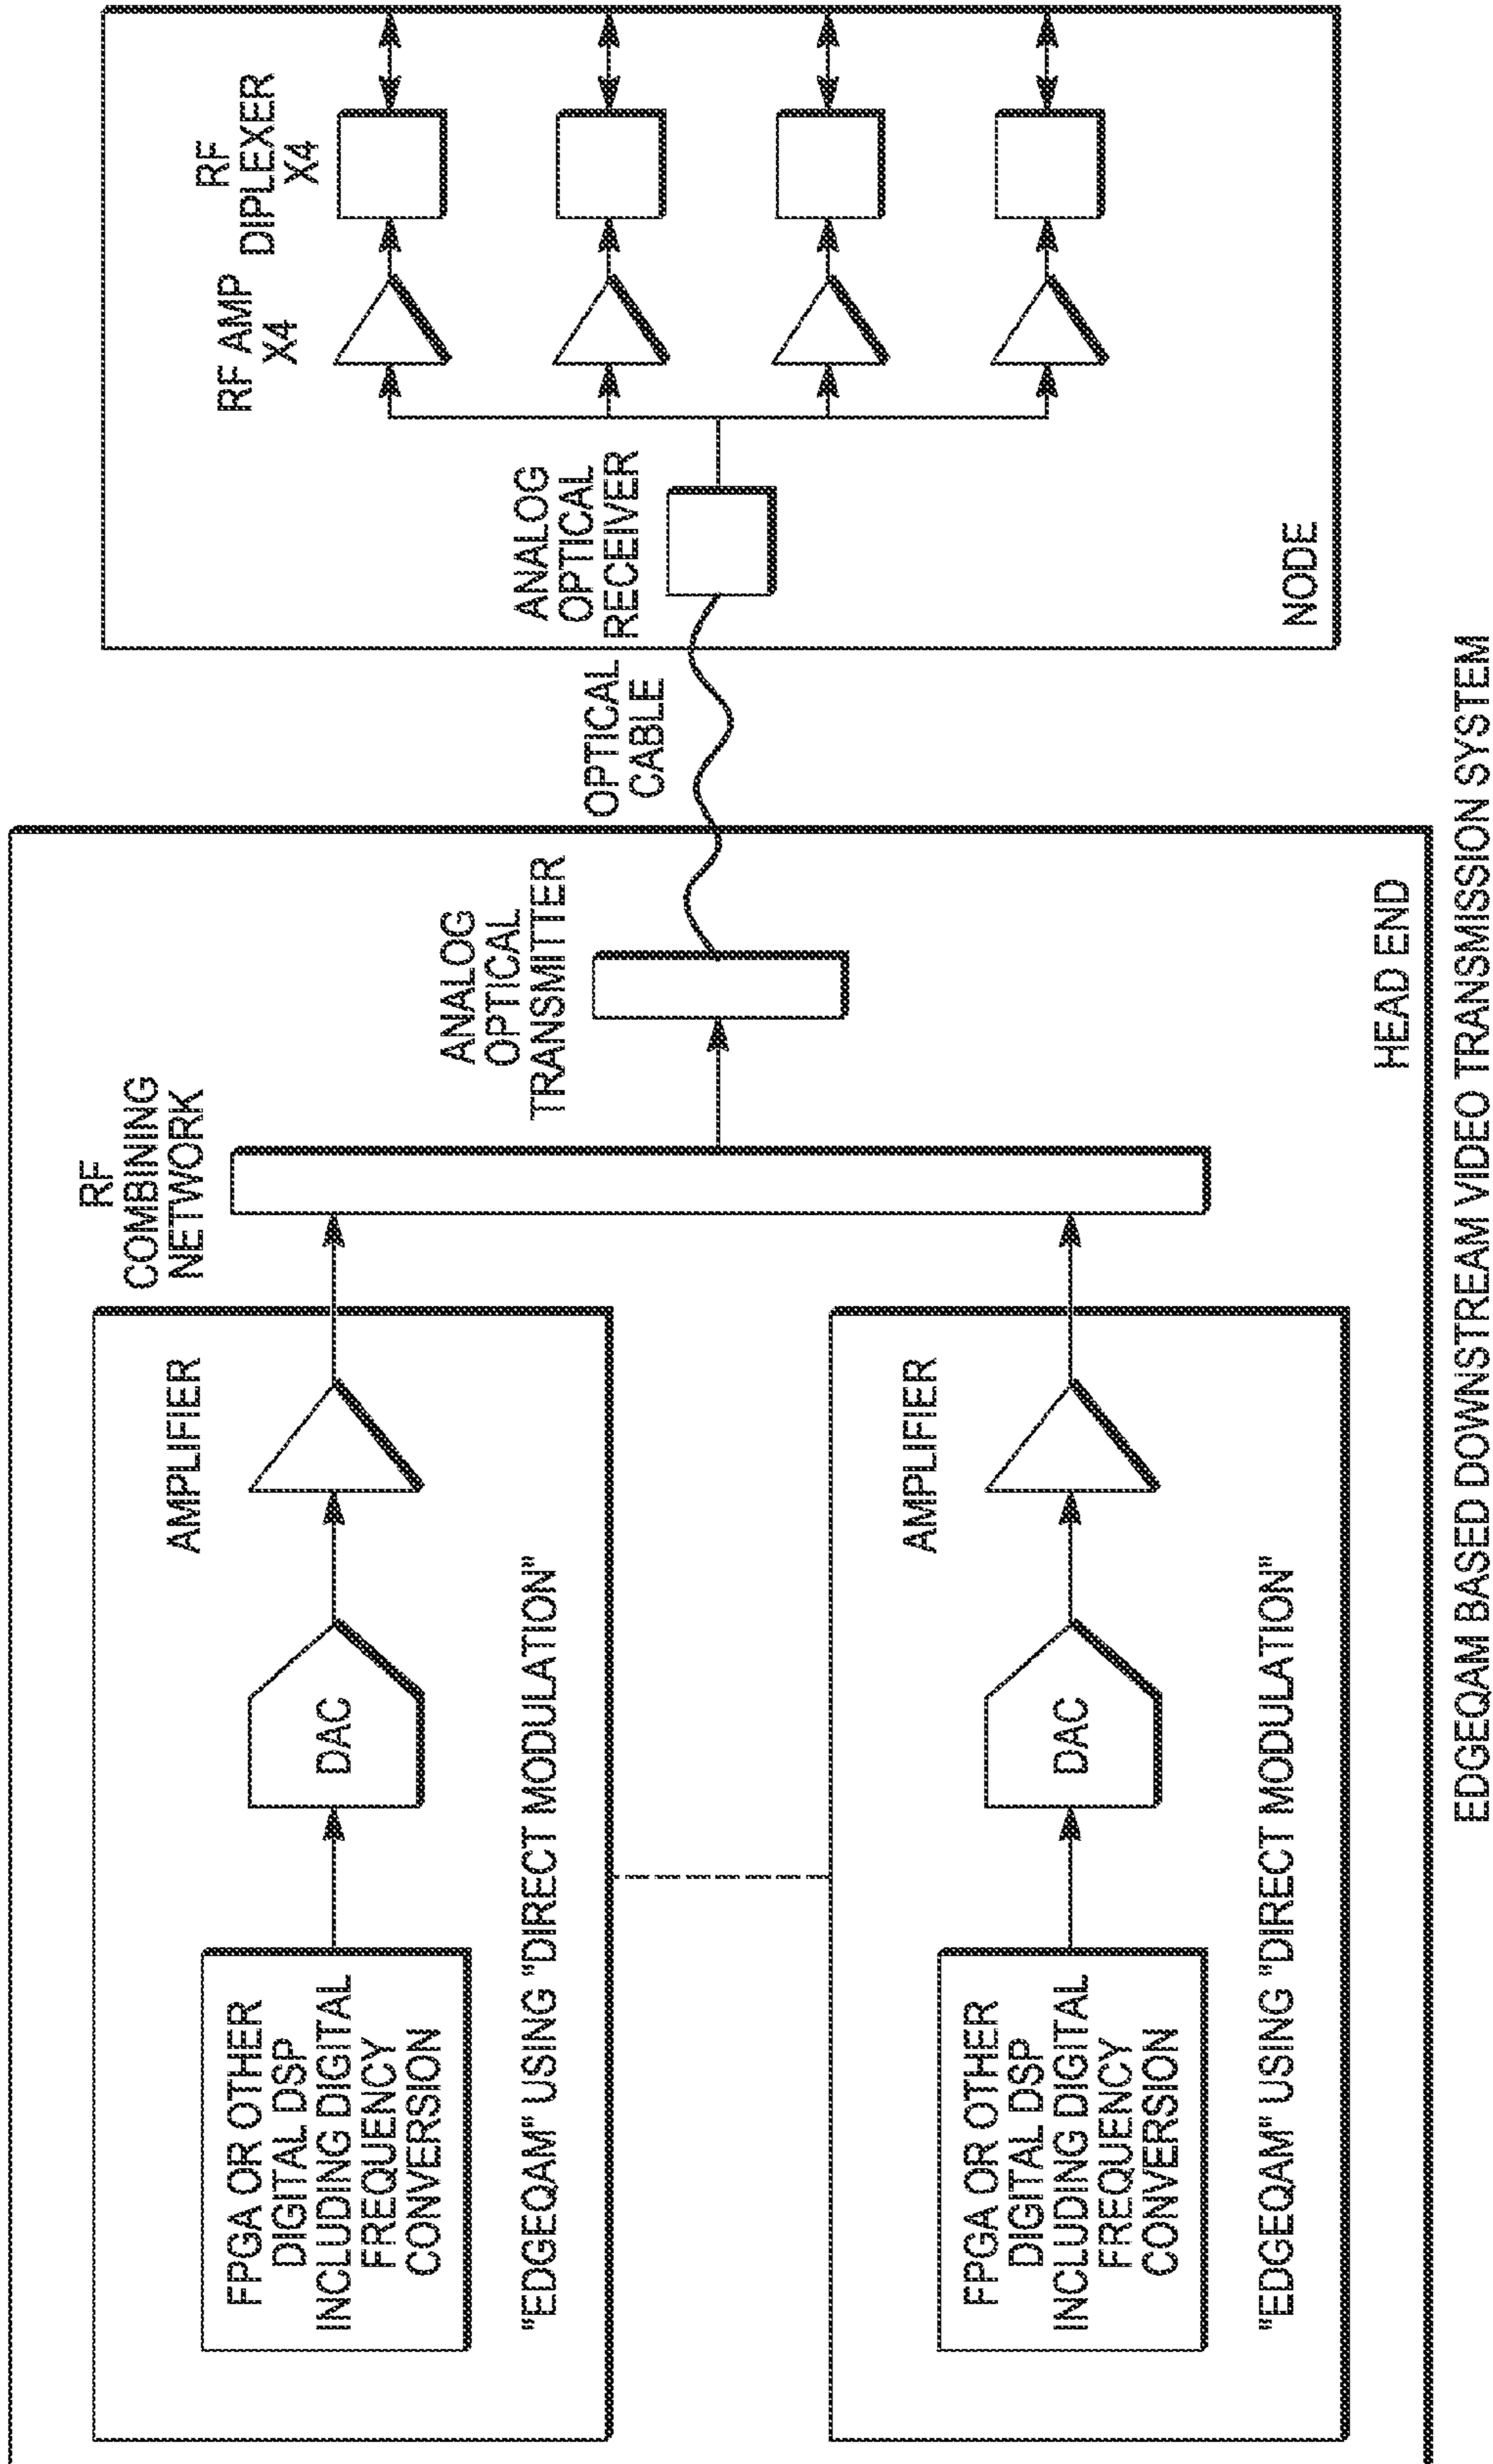 FPGA OR OTHER
DIGITAL DSP
INCLUDING DIGITAL
FREQUENCY
CONVERSION
DAC
AMPLIFIER
"EDGEQAM" USING "DIRECT MODULATION"
FPGA OR OTHER
DIGITAL DSP
INCLUDING DIGITAL
FREQUENCY
CONVERSION
DAC
AMPLIFIER
"EDGEQAM" USING "DIRECT MODULATION"
RF
COMBINING
NETWORK
ANALOG
OPTICAL
TRANSMITTER
HEAD END
OPTICAL
CABLE
ANALOG
OPTICAL
RECEIVER
RF AMP
X4
RF
DIPLEXER
X4
NODE
EDGEQAM BASED DOWNSTREAM VIDEO TRANSMISSION SYSTEM